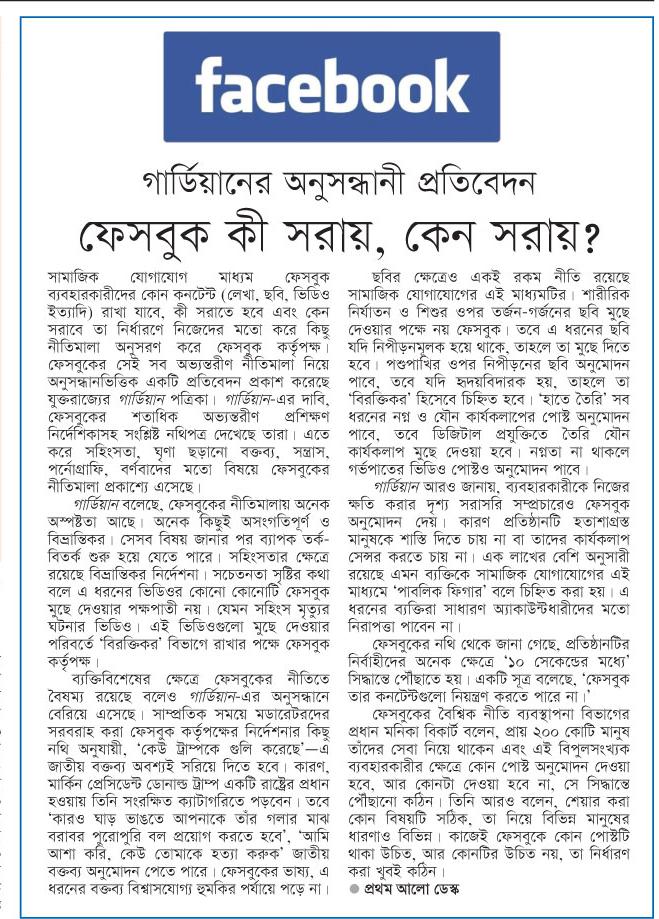 facebook
গার্ডিয়ানের অনুসন্ধানী প্রতিবেদন
ফেসবুক কী সরায়, কেন সরায়?
সামাজিক যোগাযোগ মাধ্যম ফেসবুক
ব্যবহারকারীদের কোন কনটেন্ট (লেখা, ছবি, ভিডিও
ইত্যাদি) রাখা যাবে, কী সরাতে হবে এবং কেন
সরাবে তা নির্ধারণে নিজেদের মতো করে কিছু
নীতিমালা অনুসরণ করে ফেসবুক কর্তৃপক্ষ।
ফেসবুকের সেই সব অভ্যন্তরীণ নীতিমালা নিয়ে
অনুসন্ধানভিত্তিক একটি প্রতিবেদন প্রকাশ করেছে
যুক্তরাজ্যের গার্ডিয়ান পত্রিকা। গার্ডিয়ান-এর দাবি,
ফেসবুকের শতাধিক অভ্যন্তরীণ প্রশিক্ষণ
নির্দেশিকাসহ সংশ্লিষ্ট নথিপত্র দেখেছে তারা। এতে
করে সহিংসতা, ঘৃণা ছড়ানো বক্তব্য, সন্ত্রাস,
পর্নোগ্রাফি, বর্ণবাদের মতো বিষয়ে ফেসবুকের
নীতিমালা প্রকাশ্যে এসেছে।
গার্ডিয়ান বলেছে, ফেসবুকের নীতিমালায় অনেক
অস্পষ্টতা আছে। অনেক কিছুই অসংগতিপূর্ণ ও
বিভ্রান্তিকর। সেসব বিষয় জানার পর ব্যাপক তর্ক-
বিতর্ক শুরু হয়ে যেতে পারে। সহিংসতার ক্ষেত্রে
রয়েছে বিভ্রান্তিকর নির্দেশনা। সচেতনতা সৃষ্টির কথা
বলে এ ধরনের ভিডিওর কোনো কোনোটি ফেসবুক
মুছে দেওয়ার পক্ষপাতী নয়। যেমন সহিংস মৃত্যুর
ঘটনার ভিডিও। এই ভিডিওগুলো মুছে দেওয়ার
পরিবর্তে ‘বিরক্তিকর’ বিভাগে রাখার পক্ষে ফেসবুক
কর্তৃপক্ষ।
ব্যক্তিবিশেষের ক্ষেত্রে ফেসবুকের নীতিতে
বৈষম্য রয়েছে বলেও গার্ডিয়ান-এর অনুসন্ধানে
বেরিয়ে এসেছে। সাম্প্রতিক সময়ে মডারেটরদের
সরবরাহ করা ফেসবুক কর্তৃপক্ষের নির্দেশনার কিছু
নথি অনুযায়ী, ‘কেউ ট্রাম্পকে গুলি করেছে’—এ
জাতীয় বক্তব্য অবশ্যই সরিয়ে দিতে হবে। কারণ,
মার্কিন প্রেসিডেন্ট ডোনাল্ড ট্রাম্প একটি রাষ্ট্রের প্রধান
হওয়ায় তিনি সংরক্ষিত ক্যাটাগরিতে পড়বেন। তবে
‘কারও ঘাড় ভাঙতে আপনাকে তাঁর গলার মাঝ
বরাবর পুরোপুরি বল প্রয়োগ করতে হবে’, ‘আমি
আশা করি, কেউ তোমাকে হত্যা করুক’ জাতীয়
বক্তব্য অনুমোদন পেতে পারে। ফেসবুকের ভাষ্য, এ
ধরনের বক্তব্য বিশ্বাসযোগ্য হুমকির পর্যায়ে পড়ে না।
ছবির ক্ষেত্রেও একই রকম নীতি রয়েছে
সামাজিক যোগাযোগের এই মাধ্যমটির। শারীরিক
নির্যাতন ও শিশুর ওপর তর্জন-গর্জনের ছবি মুছে
দেওয়ার পক্ষে নয় ফেসবুক। তবে এ ধরনের ছবি
যদি নিপীড়নমূলক হয়ে থাকে, তাহলে তা মুছে দিতে
হবে। পশুপাখির ওপর নিপীড়নের ছবি অনুমোদন
পাবে, তবে যদি হৃদয়বিদারক হয়, তাহলে তা
‘বিরক্তিকর’ হিসেবে চিহ্নিত হবে। ‘হাতে তৈরি’ সব
ধরনের নগ্ন ও যৌন কার্যকলাপের পোস্ট অনুমোদন
পাবে, তবে ডিজিটাল প্রযুক্তিতে তৈরি যৌন
কার্যকলাপ মুছে দেওয়া হবে। নগ্নতা না থাকলে
গর্ভপাতের ভিডিও পোস্টও অনুমোদন পাবে।
গার্ডিয়ান আরও জানায়, ব্যবহারকারীকে নিজের
ক্ষতি করার দৃশ্য সরাসরি সম্প্রচারেও ফেসবুক
অনুমোদন দেয়। কারণ প্রতিষ্ঠানটি হতাশাগ্রস্ত
মানুষকে শাস্তি দিতে চায় না বা তাদের কার্যকলাপ
সেন্সর করতে চায় না। এক লাখের বেশি অনুসারী
রয়েছে এমন ব্যক্তিকে সামাজিক যোগাযোগের এই
মাধ্যমে ‘পাবলিক ফিগার’ বলে চিহ্নিত করা হয়। এ
ধরনের ব্যক্তিরা সাধারণ অ্যাকাউন্টধারীদের মতো
নিরাপত্তা পাবেন না।
ফেসবুকের নথি থেকে জানা গেছে, প্রতিষ্ঠানটির
নির্বাহীদের অনেক ক্ষেত্রে ‘১০ সেকেন্ডের মধ্যে’
সিদ্ধান্তে পৌঁছাতে হয়। একটি সূত্র বলেছে, ‘ফেসবুক
তার কনটেন্টগুলো নিয়ন্ত্রণ করতে পারে না।’
ফেসবুকের বৈশ্বিক নীতি ব্যবস্থাপনা বিভাগের
প্রধান মনিকা বিকার্ট বলেন, প্রায় ২০০ কোটি মানুষ
তাঁদের সেবা নিয়ে থাকেন এবং এই বিপুলসংখ্যক
ব্যবহারকারীর ক্ষেত্রে কোন পোস্ট অনুমোদন দেওয়া
হবে, আর কোনটা দেওয়া হবে না, সে সিদ্ধান্তে
পৌঁছানো কঠিন। তিনি আরও বলেন, শেয়ার করা
কোন বিষয়টি সঠিক, তা নিয়ে বিভিন্ন মানুষের
ধারণাও বিভিন্ন। কাজেই ফেসবুকে কোন পোস্টটি
থাকা উচিত, আর কোনটির উচিত নয়, তা নির্ধারণ
করা খুবই কঠিন।
● প্রথম আলো ডেস্ক